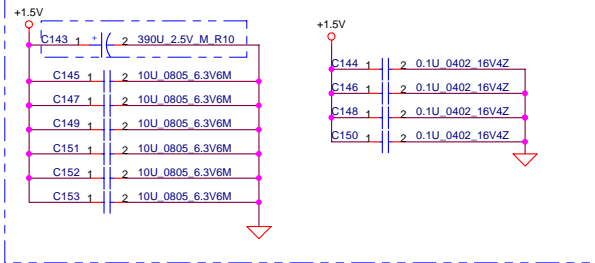 +1.5V
C143 1 + 2 390U_2.5V_M_R10
C145 1 2 10U_0805_6.3V6M
C147 1 2 10U_0805_6.3V6M
C149 1 2 10U_0805_6.3V6M
C151 1 2 10U_0805_6.3V6M
C152 1 2 10U_0805_6.3V6M
C153 1 2 10U_0805_6.3V6M
+1.5V
C144 1 2 0.1U_0402_16V4Z
C146 1 2 0.1U_0402_16V4Z
C148 1 2 0.1U_0402_16V4Z
C150 1 2 0.1U_0402_16V4Z